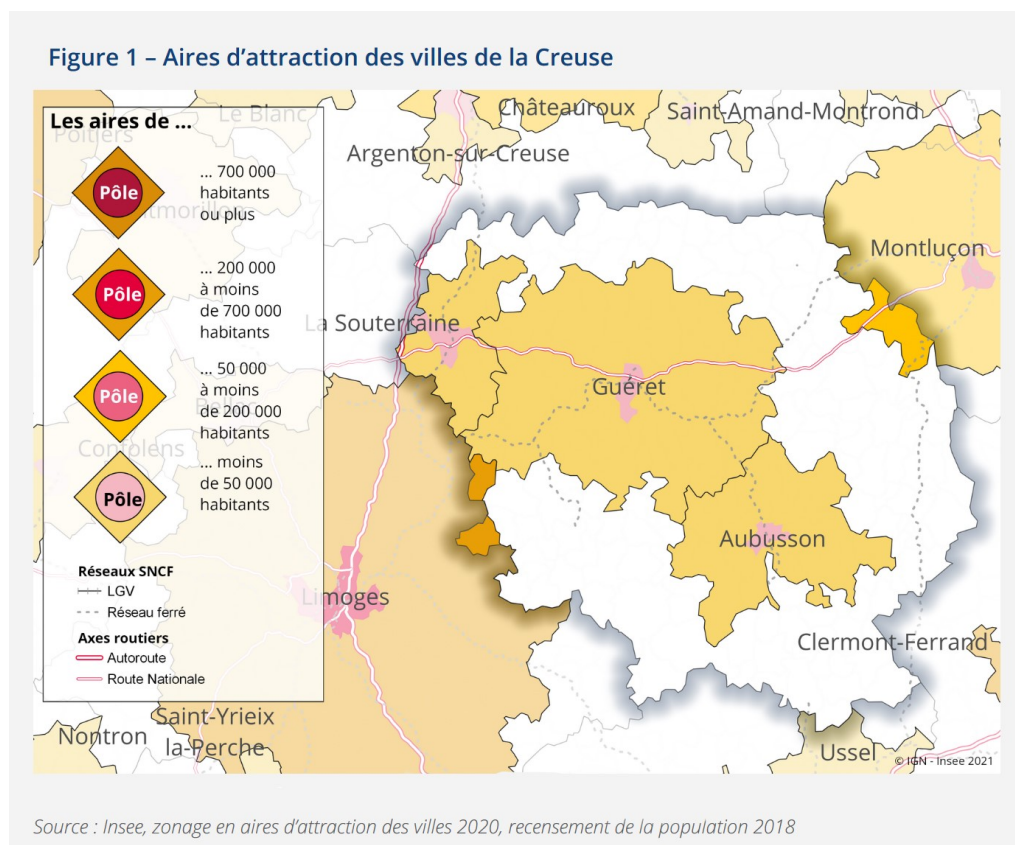 Figure 1 – Aires d’attraction des villes de la Creuse
Les aires de ...
Pôle
... 700 000
habitants
ou plus
Pôle
... 200 000
à moins
de 700 000
habitants
Pôle
... 50 000
à moins
de 200 000
habitants
Pôle
... moins
de 50 000
habitants
Réseaux SNCF
LGV
Réseau ferré
Axes routiers
Autoroute
Route Nationale
Le Blanc
Poitiers
Châteauroux
Saint-Amand-Montrond
Argenton-sur-Creuse
Montluçon
La Souterraine
Guéret
Confolens
Aubusson
Limoges
Clermont-Ferrand
Saint-Yrieix
la-Perche
Nontron
Ussel
© IGN - Insee 2021
Source : Insee, zonage en aires d’attraction des villes 2020, recensement de la population 2018